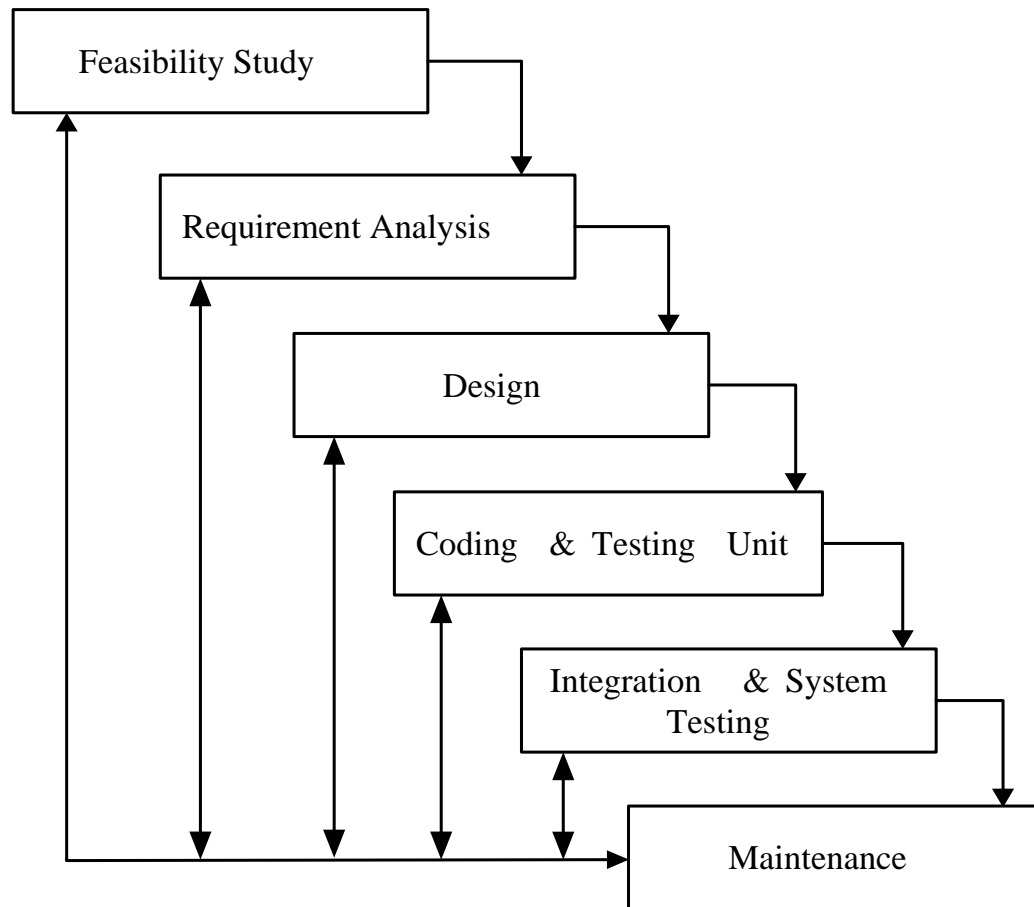 Feasibility Study
Requirement Analysis
Design
Coding & Testing Unit
Integration & System
Testing
Maintenance